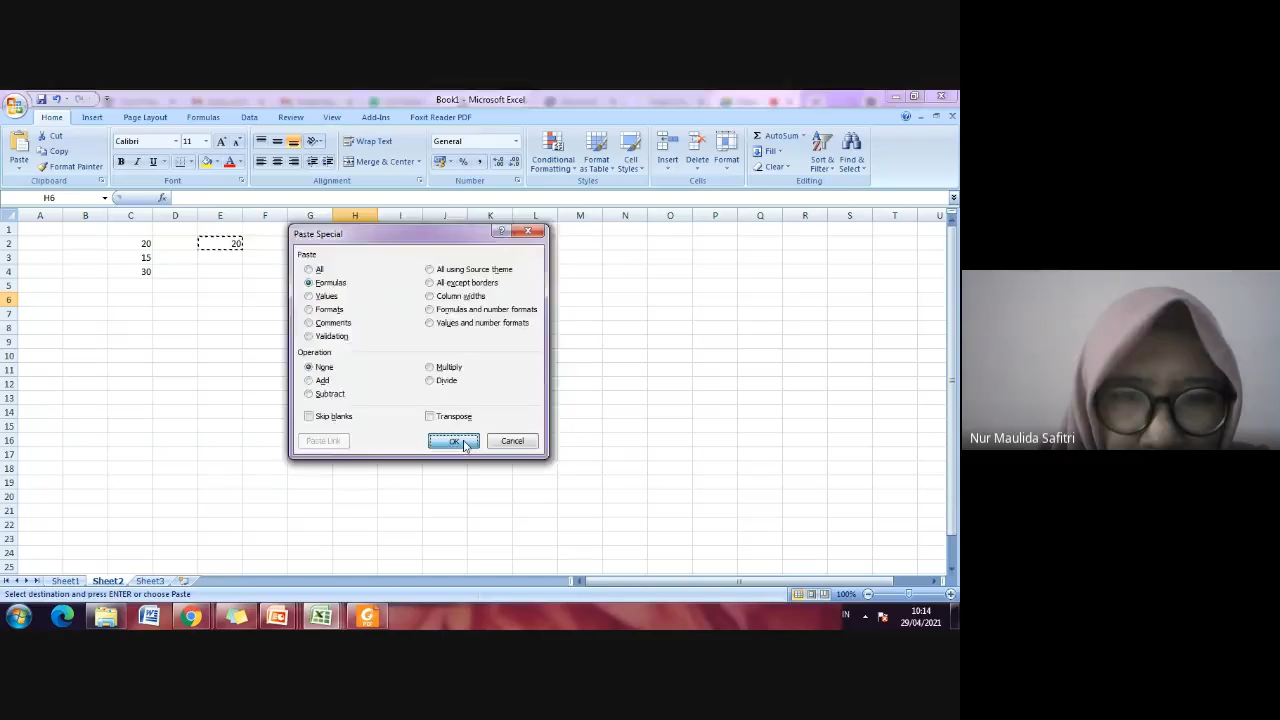 Book1 - Microsoft Excel
Home Insert Page Layout Formulas Data Review View Add-Ins Foxit Reader PDF
Paste
Cut
Copy
Format Painter
Clipboard
Calibri 11
B I U
Font
Wrap Text
Merge & Center
Alignment
General
Number
Conditional Formatting
Format as Table
Cell Styles
Styles
Insert Delete Format
Cells
Σ AutoSum
Fill
Clear
Sort & Filter
Find & Select
Editing
H6
fx
A B C D E F G H I J K L M N O P Q R S T U
1
2 20 20
3 15
4 30
5
6
7
8
9
10
11
12
13
14
15
16
17
18
19
20
21
22
23
24
25
Paste Special
Paste
All
Formulas
Values
Formats
Comments
Validation
All using Source theme
All except borders
Column widths
Formulas and number formats
Values and number formats
Operation
None
Add
Subtract
Multiply
Divide
Skip blanks
Transpose
Paste Link
OK
Cancel
Nur Maulida Safitri
Sheet1 Sheet2 Sheet3
Select destination and press ENTER or choose Paste
100%
IN
10:14
29/04/2021